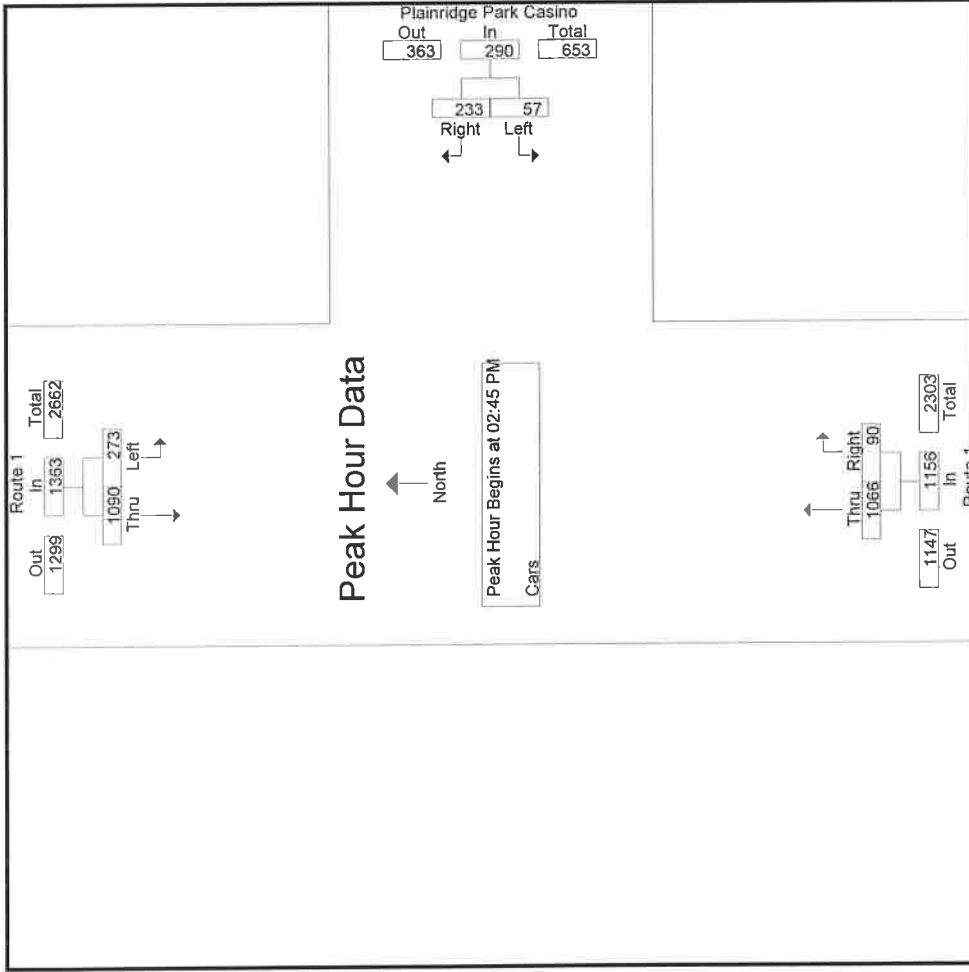 Plainridge Park Casino
Out In Total
363 290 653
233 57
Right Left
Route 1
Out In Total
1299 1363 2662
1090 273
Thru Left
Peak Hour Data
North
Peak Hour Begins at 02:45 PM
Cars
Thru Right
1066 90
1147 1156 2303
Out In Total
Route 1